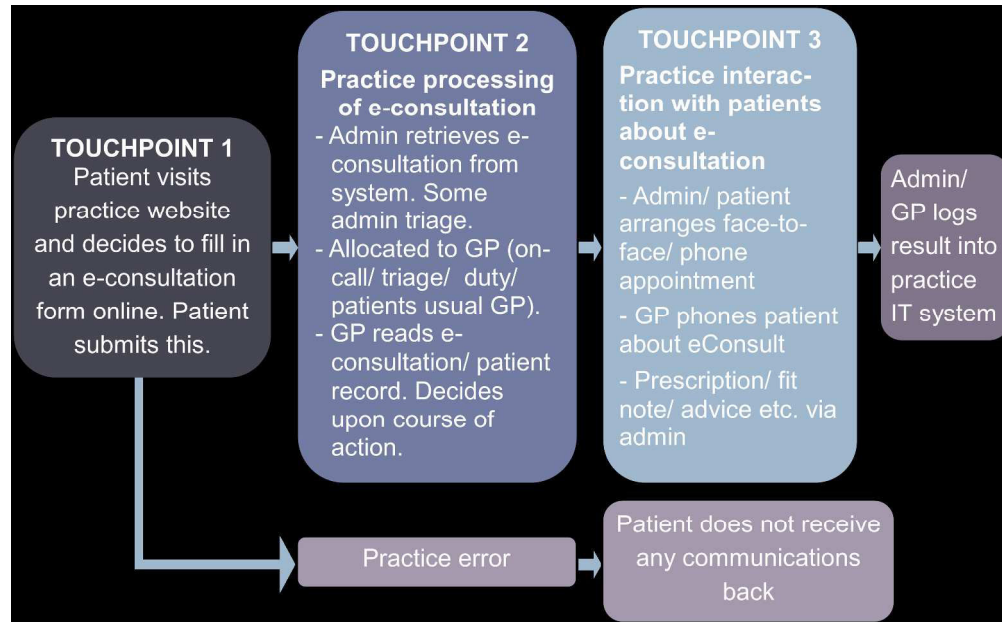 TOUCHPOINT 1
Patient visits
practice website
and decides to fill in
an e-consultation
form online. Patient
submits this.
TOUCHPOINT 2
Practice processing
of e-consultation
- Admin retrieves e-
consultation from
system. Some
admin triage.
- Allocated to GP (on-
call/ triage/ duty/
patients usual GP).
- GP reads e-
consultation/ patient
record. Decides
upon course of
action.
TOUCHPOINT 3
Practice interac-
tion with patients
about e-
consultation
- Admin/ patient
arranges face-to-
face/ phone
appointment
- GP phones patient
about eConsult
- Prescription/ fit
note/ advice etc. via
admin
Admin/
GP logs
result into
practice
IT system
Practice error
Patient does not receive
any communications
back